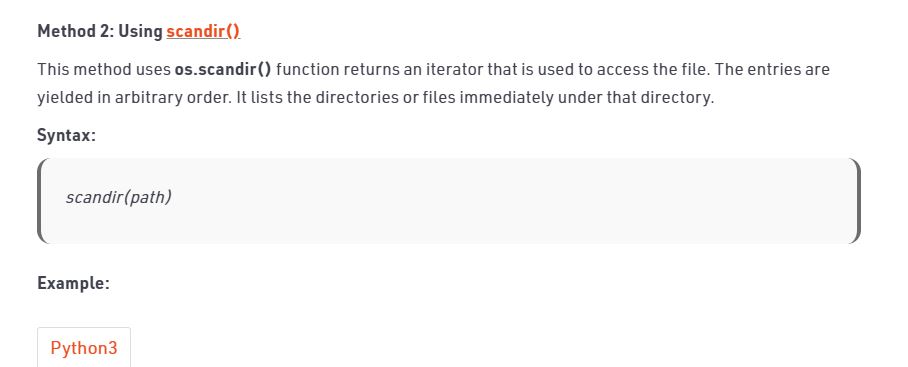 Method 2: Using scandir()
This method uses os.scandir() function returns an iterator that is used to access the file. The entries are
yielded in arbitrary order. It lists the directories or files immediately under that directory.
Syntax:
scandir(path)
Example:
Python3